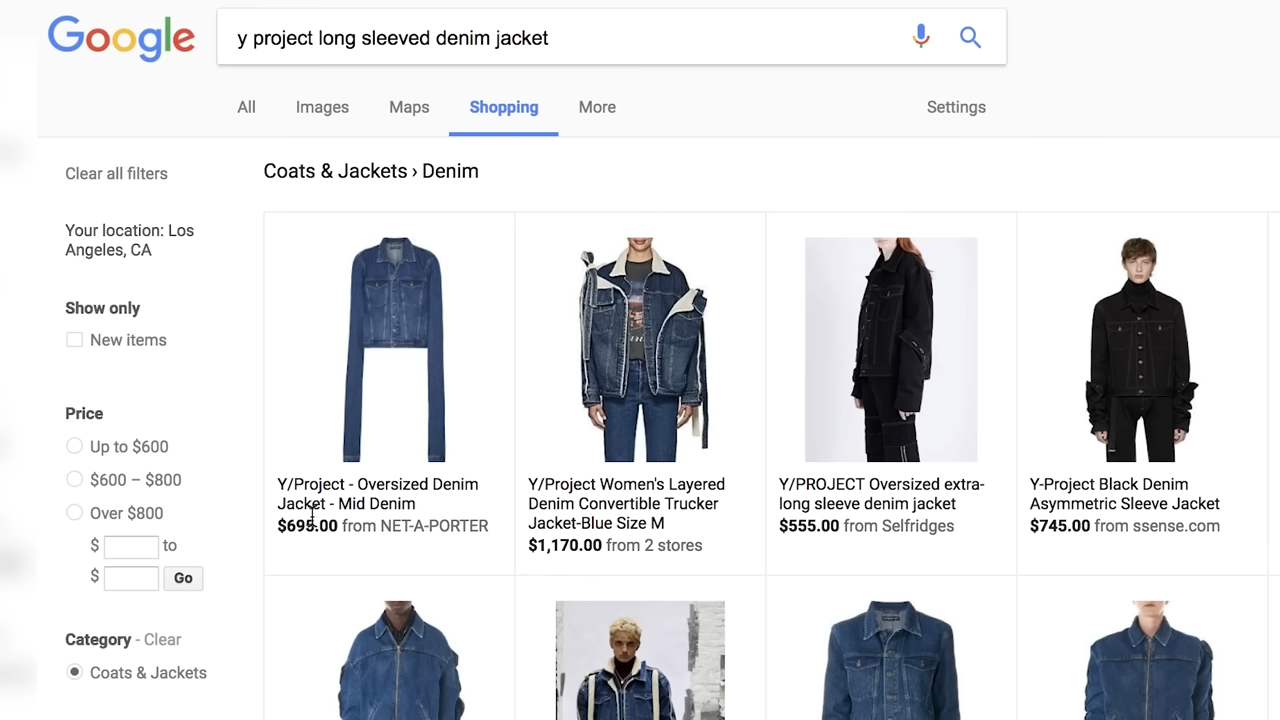 Google
y project long sleeved denim jacket
All Images Maps Shopping More Settings
Clear all filters
Your location: Los
Angeles, CA
Show only
New items
Price
Up to $600
$600 – $800
Over $800
$ to
$ Go
Category - Clear
Coats & Jackets
Coats & Jackets › Denim
Y/Project - Oversized Denim
Jacket - Mid Denim
$695.00 from NET-A-PORTER
Y/Project Women's Layered
Denim Convertible Trucker
Jacket-Blue Size M
$1,170.00 from 2 stores
Y/PROJECT Oversized extra-
long sleeve denim jacket
$555.00 from Selfridges
Y-Project Black Denim
Asymmetric Sleeve Jacket
$745.00 from ssense.com